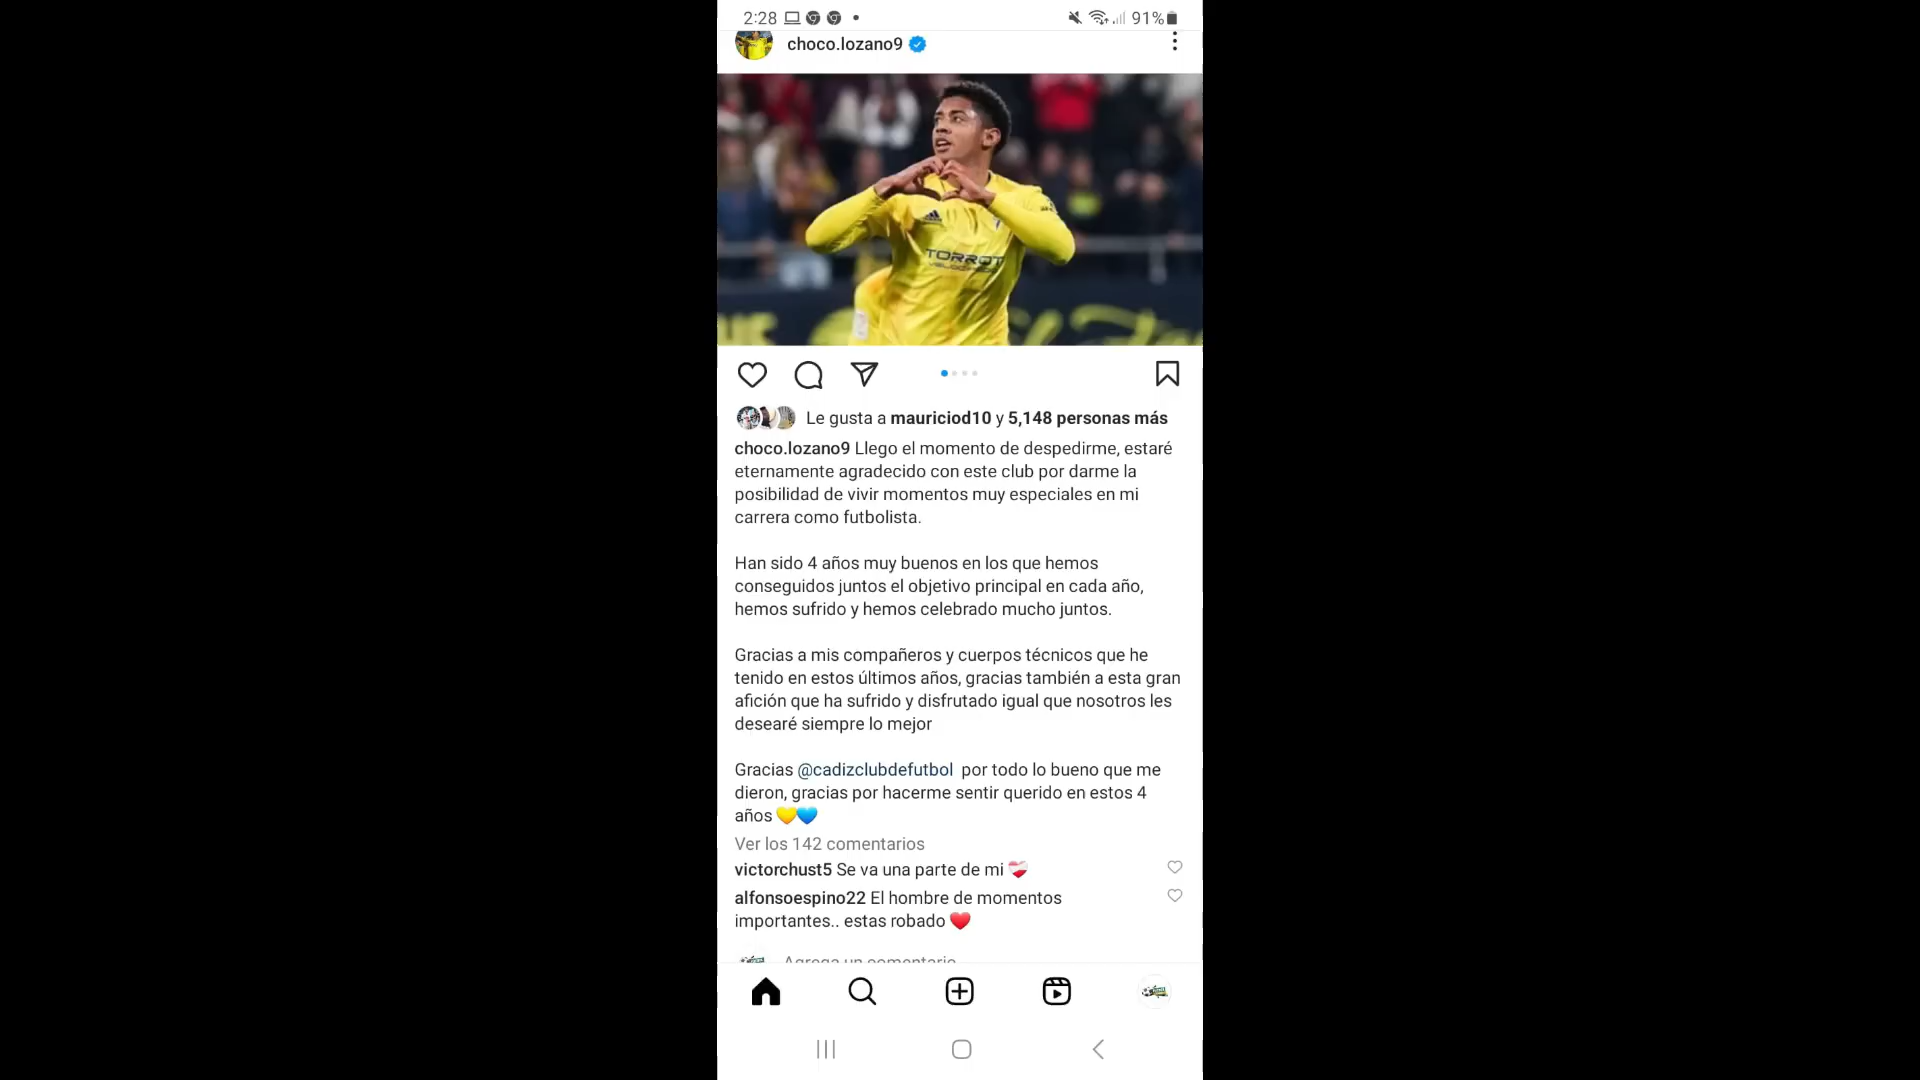 2:28
91%
choco.lozano9
TORROT
Le gusta a mauriciod10 y 5,148 personas más
choco.lozano9 Llego el momento de despedirme, estaré
eternamente agradecido con este club por darme la
posibilidad de vivir momentos muy especiales en mi
carrera como futbolista.
Han sido 4 años muy buenos en los que hemos
conseguidos juntos el objetivo principal en cada año,
hemos sufrido y hemos celebrado mucho juntos.
Gracias a mis compañeros y cuerpos técnicos que he
tenido en estos últimos años, gracias también a esta gran
afición que ha sufrido y disfrutado igual que nosotros les
desearé siempre lo mejor
Gracias @cadizclubdefutbol por todo lo bueno que me
dieron, gracias por hacerme sentir querido en estos 4
años 💛💙
Ver los 142 comentarios
victorchust5 Se va una parte de mi ❤️‍🩹
alfonsoespino22 El hombre de momentos
importantes.. estas robado ❤️
Agrega un comentario